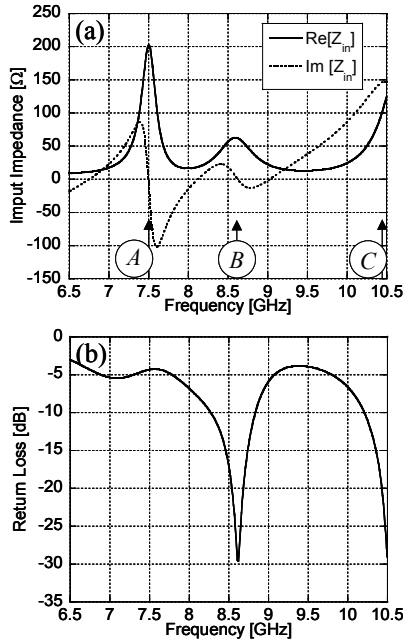 (a)
Re[Z_in]
Im [Z_in]
250
200
150
100
50
0
-50
-100
-150
Imput Impedance [Ω]
A
B
C
6.5 7 7.5 8 8.5 9 9.5 10 10.5
Frequency [GHz]
(b)
0
-5
-10
-15
-20
-25
-30
-35
Return Loss [dB]
6.5 7 7.5 8 8.5 9 9.5 10 10.5
Frequency [GHz]